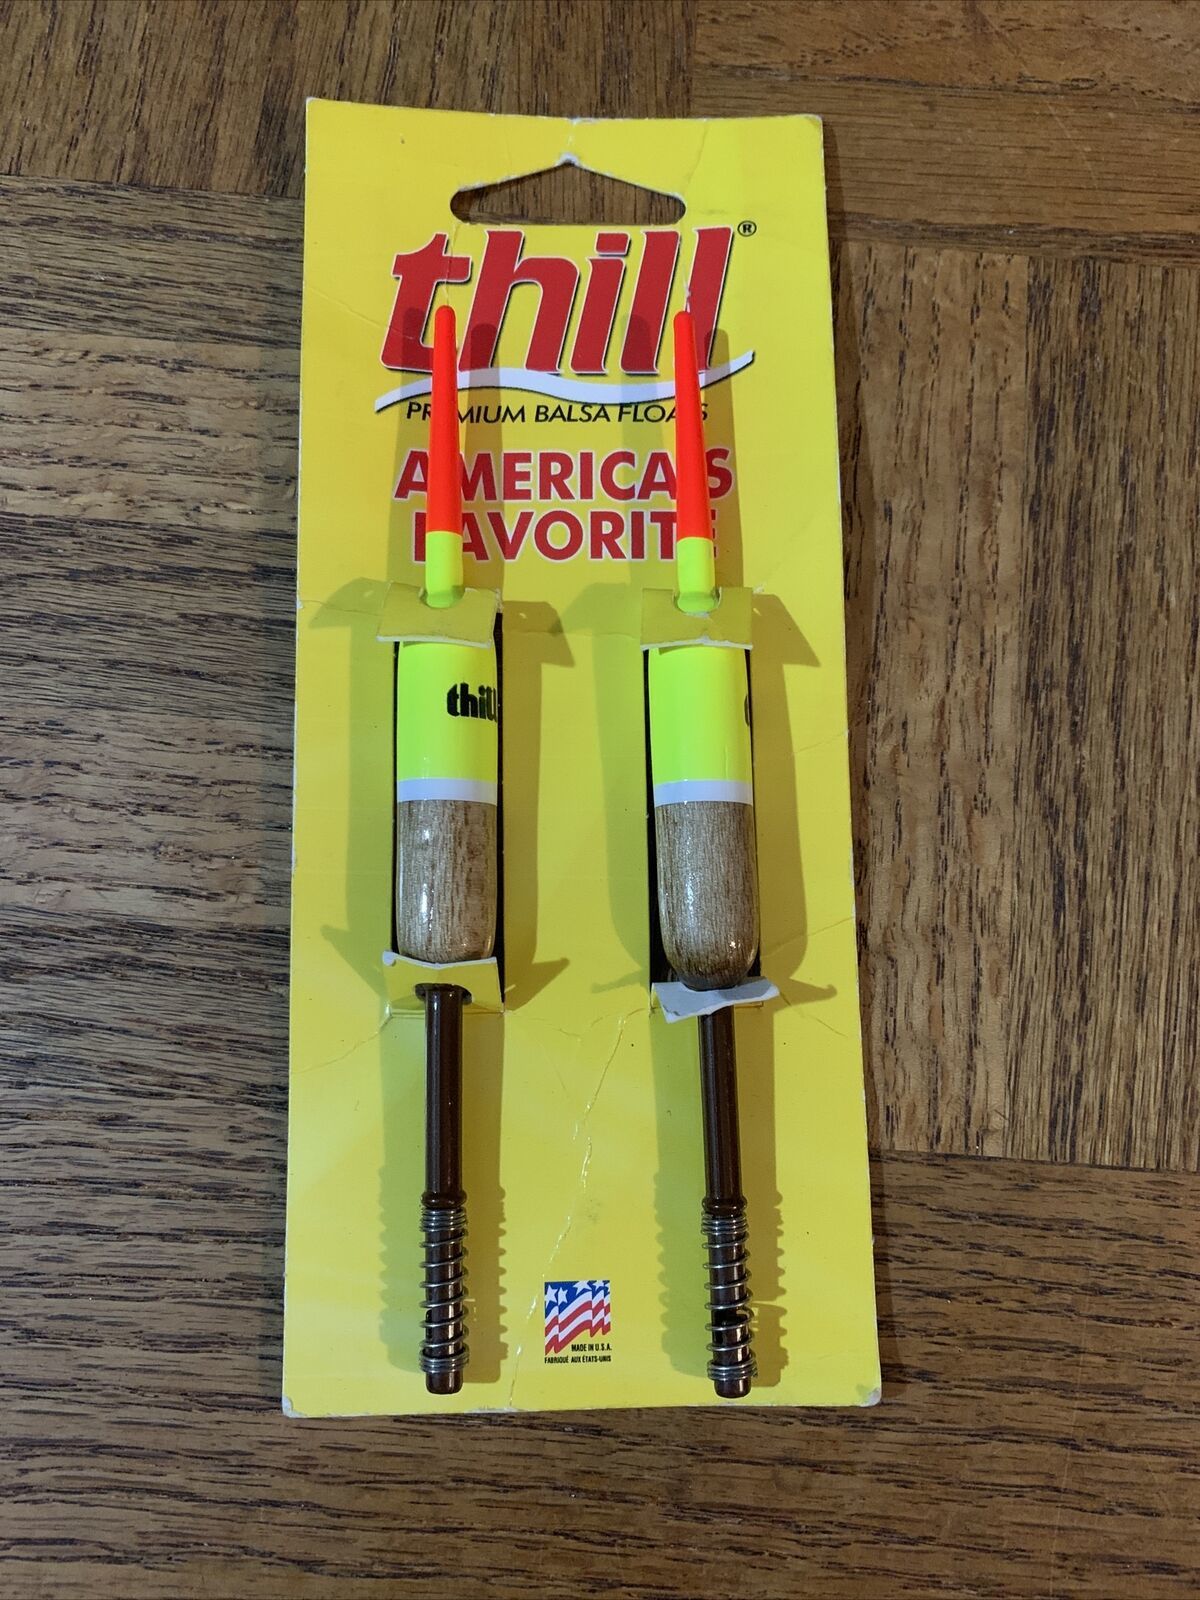 thill®
PREMIUM BALSA FLOATS
AMERICA'S
FAVORITE
thill
MADE IN U.S.A.
FABRIQUÉ AUX ÉTATS-UNIS